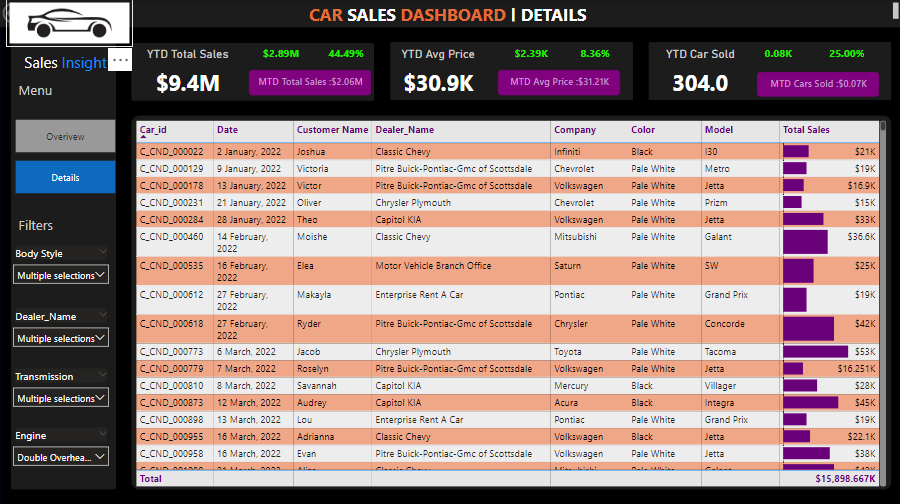 CAR SALES DASHBOARD | DETAILS
Sales Insight
...
Menu
Overivew
Details
Filters
Body Style
Multiple selections
Dealer_Name
Multiple selections
Transmission
Multiple selections
Engine
Double Overhea...
YTD Total Sales $2.89M 44.49%
$9.4M MTD Total Sales :$2.06M
YTD Avg Price $2.39K 8.36%
$30.9K MTD Avg Price :$31.21K
YTD Car Sold 0.08K 25.00%
304.0 MTD Cars Sold :$0.07K
Car_id Date Customer Name Dealer_Name Company Color Model Total Sales
C_CND_000022 2 January, 2022 Joshua Classic Chevy Infiniti Black I30 $21K
C_CND_000129 9 January, 2022 Victoria Pitre Buick-Pontiac-Gmc of Scottsdale Chevrolet Pale White Metro $19K
C_CND_000178 13 January, 2022 Victor Pitre Buick-Pontiac-Gmc of Scottsdale Volkswagen Pale White Jetta $16.9K
C_CND_000231 21 January, 2022 Oliver Chrysler Plymouth Chevrolet Pale White Prizm $15K
C_CND_000284 28 January, 2022 Theo Capitol KIA Volkswagen Pale White Jetta $33K
C_CND_000460 14 February, 2022 Moishe Classic Chevy Mitsubishi Pale White Galant $36.6K
C_CND_000535 16 February, 2022 Elea Motor Vehicle Branch Office Saturn Pale White SW $25K
C_CND_000612 27 February, 2022 Makayla Enterprise Rent A Car Pontiac Pale White Grand Prix $19K
C_CND_000618 27 February, 2022 Ryder Pitre Buick-Pontiac-Gmc of Scottsdale Chrysler Pale White Concorde $42K
C_CND_000773 6 March, 2022 Jacob Chrysler Plymouth Toyota Pale White Tacoma $53K
C_CND_000779 7 March, 2022 Roselyn Pitre Buick-Pontiac-Gmc of Scottsdale Volkswagen Pale White Jetta $16.251K
C_CND_000810 8 March, 2022 Savannah Capitol KIA Mercury Black Villager $28K
C_CND_000873 12 March, 2022 Audrey Capitol KIA Acura Black Integra $45K
C_CND_000898 13 March, 2022 Lou Enterprise Rent A Car Pontiac Pale White Grand Prix $19K
C_CND_000955 16 March, 2022 Adrianna Classic Chevy Volkswagen Black Jetta $22.1K
C_CND_000958 16 March, 2022 Evan Pitre Buick-Pontiac-Gmc of Scottsdale Volkswagen Pale White Jetta $38K
Total $15,898.667K